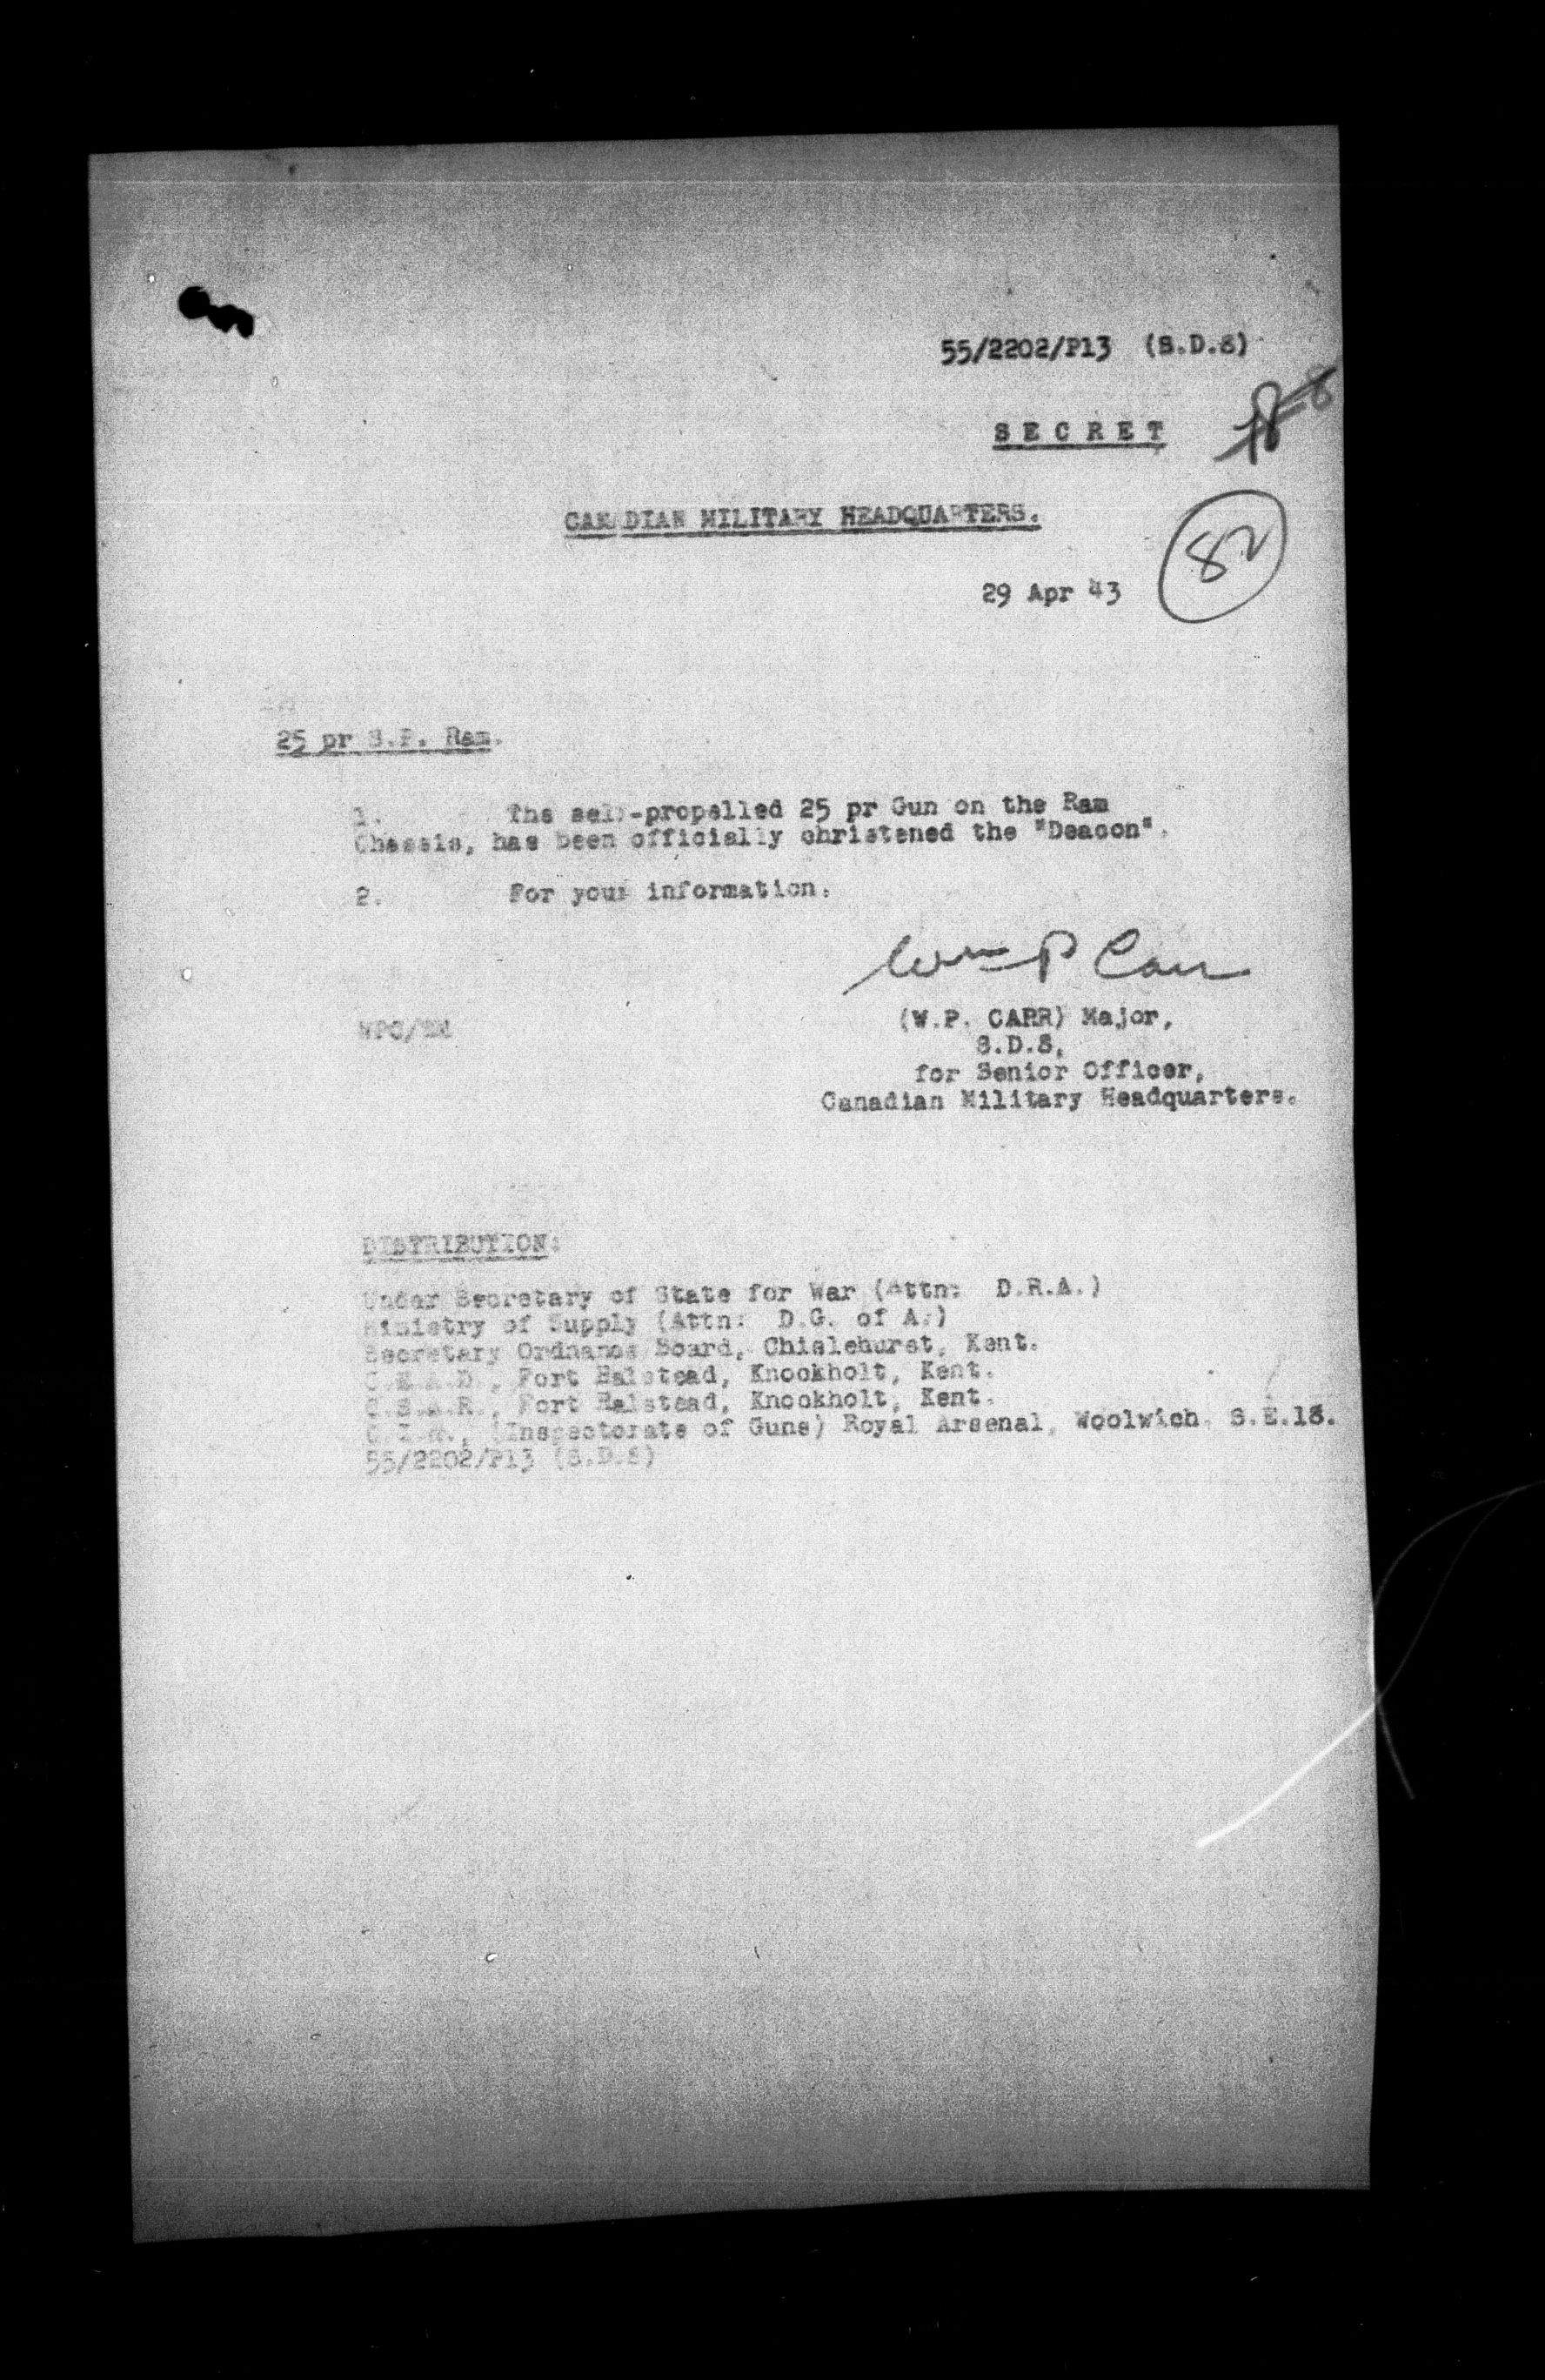 55/2202/P13 (S.D.8)
SECRET
CANADIAN MILITARY HEADQUARTERS.
82
29 Apr 43
25 pr S.P. Ram.
1. The self-propelled 25 pr Gun on the Ram
Chassis, has been officially christened the "Deacon".
2. For your information.
Wm P Carr
WPC/
(W.P. CARR) Major,
S.D.8,
for Senior Officer,
Canadian Military Headquarters.
DISTRIBUTION:
Under Secretary of State for War (Attn: D.R.A.)
Ministry of Supply (Attn: D.G. of A.)
Secretary Ordnance Board, Chislehurst, Kent.
C.E.A.D., Fort Halstead, Knockholt, Kent.
C.S.A.R., Fort Halstead, Knockholt, Kent.
(Inspectorate of Guns) Royal Arsenal, Woolwich, S.E.18.
55/2202/P13 (S.D.8)